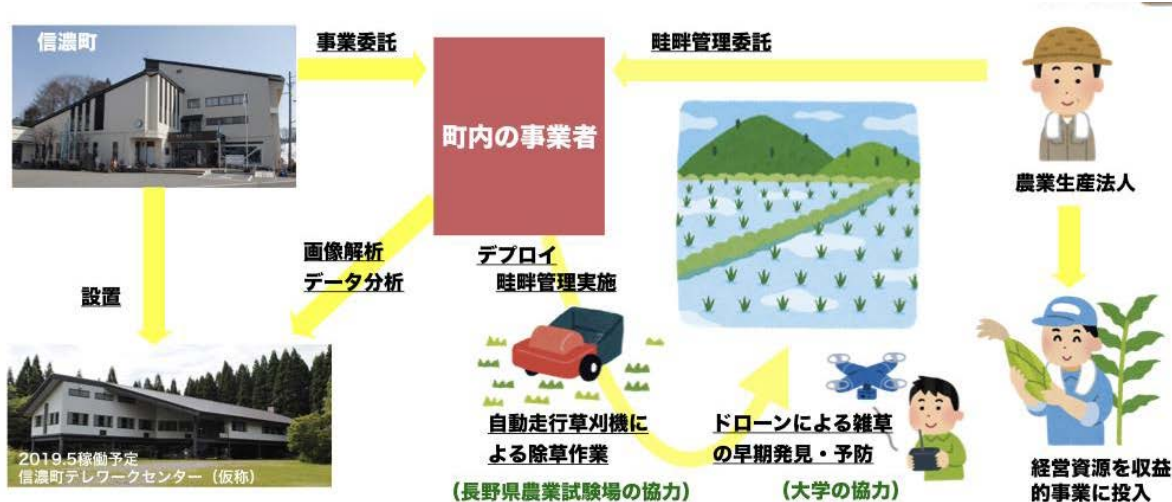 信濃町
事業委託
畦畔管理委託
町内の事業者
農業生産法人
画像解析
データ分析
デプロイ
畦畔管理実施
設置
自動走行草刈機に
よる除草作業
(長野県農業試験場の協力)
ドローンによる雑草
の早期発見・予防
(大学の協力)
2019.5稼働予定
信濃町テレワークセンター(仮称)
経営資源を収益
的事業に投入